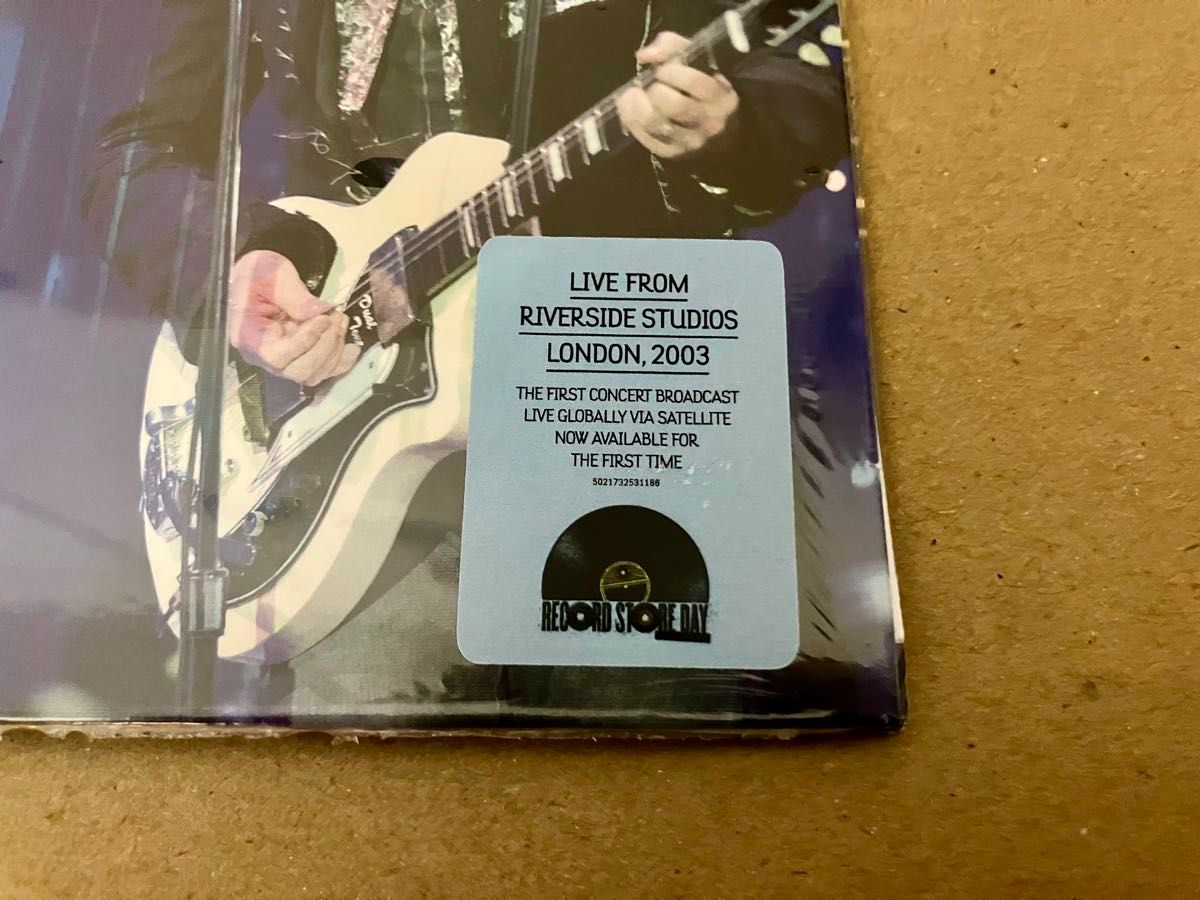 LIVE FROM
RIVERSIDE STUDIOS
LONDON, 2003
THE FIRST CONCERT BROADCAST
LIVE GLOBALLY VIA SATELLITE
NOW AVAILABLE FOR
THE FIRST TIME
5021732531186
RECORD STORE DAY